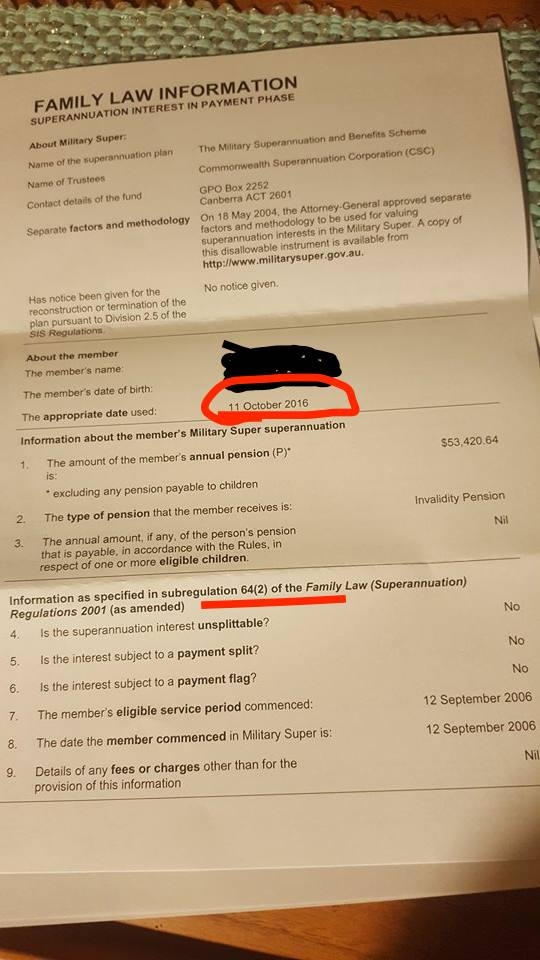 FAMILY LAW INFORMATION
SUPERANNUATION INTEREST IN PAYMENT PHASE
About Military Super:
Name of the superannuation plan The Military Superannuation and Benefits Scheme
Name of Trustees Commonwealth Superannuation Corporation (CSC)
Contact details of the fund GPO Box 2252
Canberra ACT 2601
Separate factors and methodology On 18 May 2004, the Attorney-General approved separate
factors and methodology to be used for valuing
superannuation interests in the Military Super. A copy of
this disallowable instrument is available from
http://www.militarysuper.gov.au.
Has notice been given for the No notice given.
reconstruction or termination of the
plan pursuant to Division 2.5 of the
SIS Regulations.
About the member
The member's name:
The member's date of birth:
The appropriate date used: 11 October 2016
Information about the member's Military Super superannuation
1. The amount of the member's annual pension (P)* $53,420.64
is:
* excluding any pension payable to children
2. The type of pension that the member receives is: Invalidity Pension
3. The annual amount, if any, of the person's pension Nil
that is payable, in accordance with the Rules, in
respect of one or more eligible children.
Information as specified in subregulation 64(2) of the Family Law (Superannuation)
Regulations 2001 (as amended)
4. Is the superannuation interest unsplittable? No
5. Is the interest subject to a payment split? No
6. Is the interest subject to a payment flag? No
7. The member's eligible service period commenced: 12 September 2006
8. The date the member commenced in Military Super is: 12 September 2006
9. Details of any fees or charges other than for the Nil
provision of this information